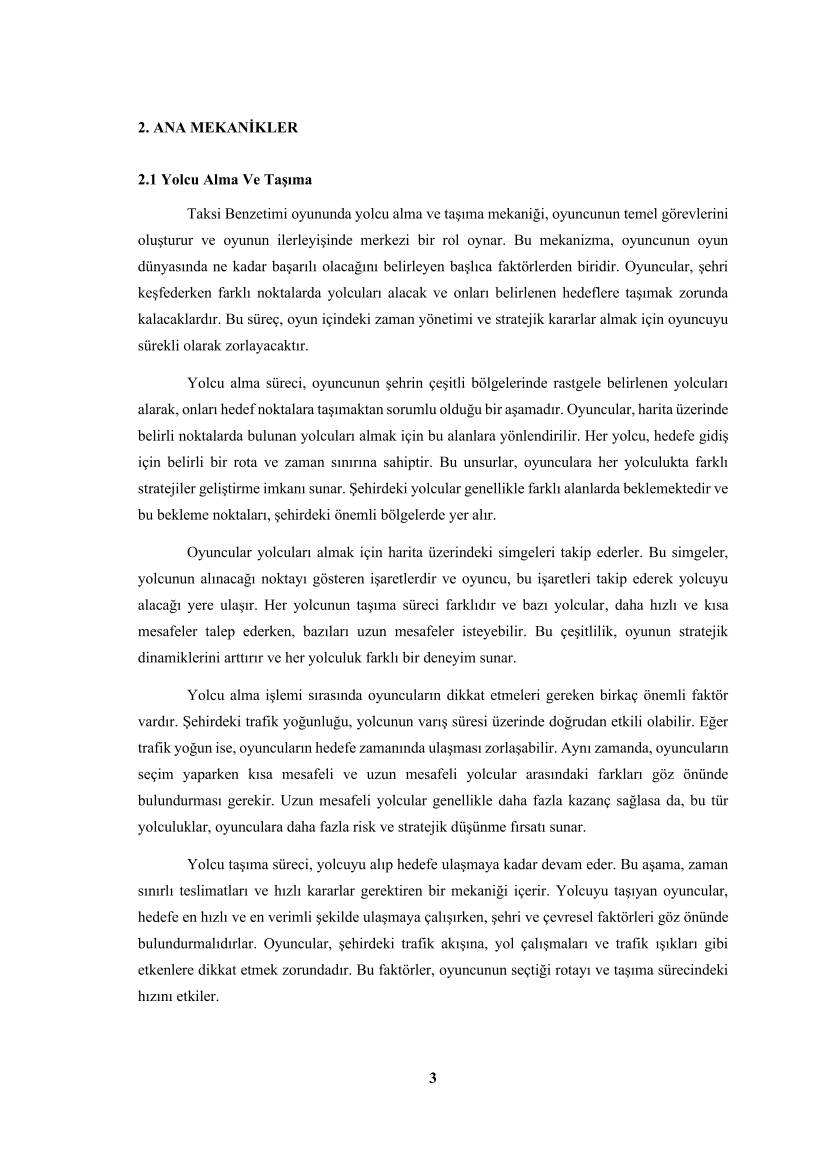 2. ANA MEKANİKLER
2.1 Yolcu Alma Ve Taşıma
Taksi Benzetimi oyununda yolcu alma ve taşıma mekaniği, oyuncunun temel görevlerini
oluşturur ve oyunun ilerleyişinde merkezi bir rol oynar. Bu mekanizma, oyuncunun oyun
dünyasında ne kadar başarılı olacağını belirleyen başlıca faktörlerden biridir. Oyuncular, şehri
keşfederken farklı noktalarda yolcuları alacak ve onları belirlenen hedeflere taşımak zorunda
kalacaklardır. Bu süreç, oyun içindeki zaman yönetimi ve stratejik kararlar almak için oyuncuyu
sürekli olarak zorlayacaktır.
Yolcu alma süreci, oyuncunun şehrin çeşitli bölgelerinde rastgele belirlenen yolcuları
alarak, onları hedef noktalara taşımaktan sorumlu olduğu bir aşamadır. Oyuncular, harita üzerinde
belirli noktalarda bulunan yolcuları almak için bu alanlara yönlendirilir. Her yolcu, hedefe gidiş
için belirli bir rota ve zaman sınırına sahiptir. Bu unsurlar, oyunculara her yolculukta farklı
stratejiler geliştirme imkanı sunar. Şehirdeki yolcular genellikle farklı alanlarda beklemektedir ve
bu bekleme noktaları, şehirdeki önemli bölgelerde yer alır.
Oyuncular yolcuları almak için harita üzerindeki simgeleri takip ederler. Bu simgeler,
yolcunun alınacağı noktayı gösteren işaretlerdir ve oyuncu, bu işaretleri takip ederek yolcuyu
alacağı yere ulaşır. Her yolcunun taşıma süreci farklıdır ve bazı yolcular, daha hızlı ve kısa
mesafeler talep ederken, bazıları uzun mesafeler isteyebilir. Bu çeşitlilik, oyunun stratejik
dinamiklerini arttırır ve her yolculuk farklı bir deneyim sunar.
Yolcu alma işlemi sırasında oyuncuların dikkat etmeleri gereken birkaç önemli faktör
vardır. Şehirdeki trafik yoğunluğu, yolcunun varış süresi üzerinde doğrudan etkili olabilir. Eğer
trafik yoğun ise, oyuncuların hedefe zamanında ulaşması zorlaşabilir. Aynı zamanda, oyuncuların
seçim yaparken kısa mesafeli ve uzun mesafeli yolcular arasındaki farkları göz önünde
bulundurması gerekir. Uzun mesafeli yolcular genellikle daha fazla kazanç sağlasa da, bu tür
yolculuklar, oyunculara daha fazla risk ve stratejik düşünme fırsatı sunar.
Yolcu taşıma süreci, yolcuyu alıp hedefe ulaşmaya kadar devam eder. Bu aşama, zaman
sınırlı teslimatları ve hızlı kararlar gerektiren bir mekaniği içerir. Yolcuyu taşıyan oyuncular,
hedefe en hızlı ve en verimli şekilde ulaşmaya çalışırken, şehri ve çevresel faktörleri göz önünde
bulundurmalıdırlar. Oyuncular, şehirdeki trafik akışına, yol çalışmaları ve trafik ışıkları gibi
etkenlere dikkat etmek zorundadır. Bu faktörler, oyuncunun seçtiği rotayı ve taşıma sürecindeki
hızını etkiler.
3